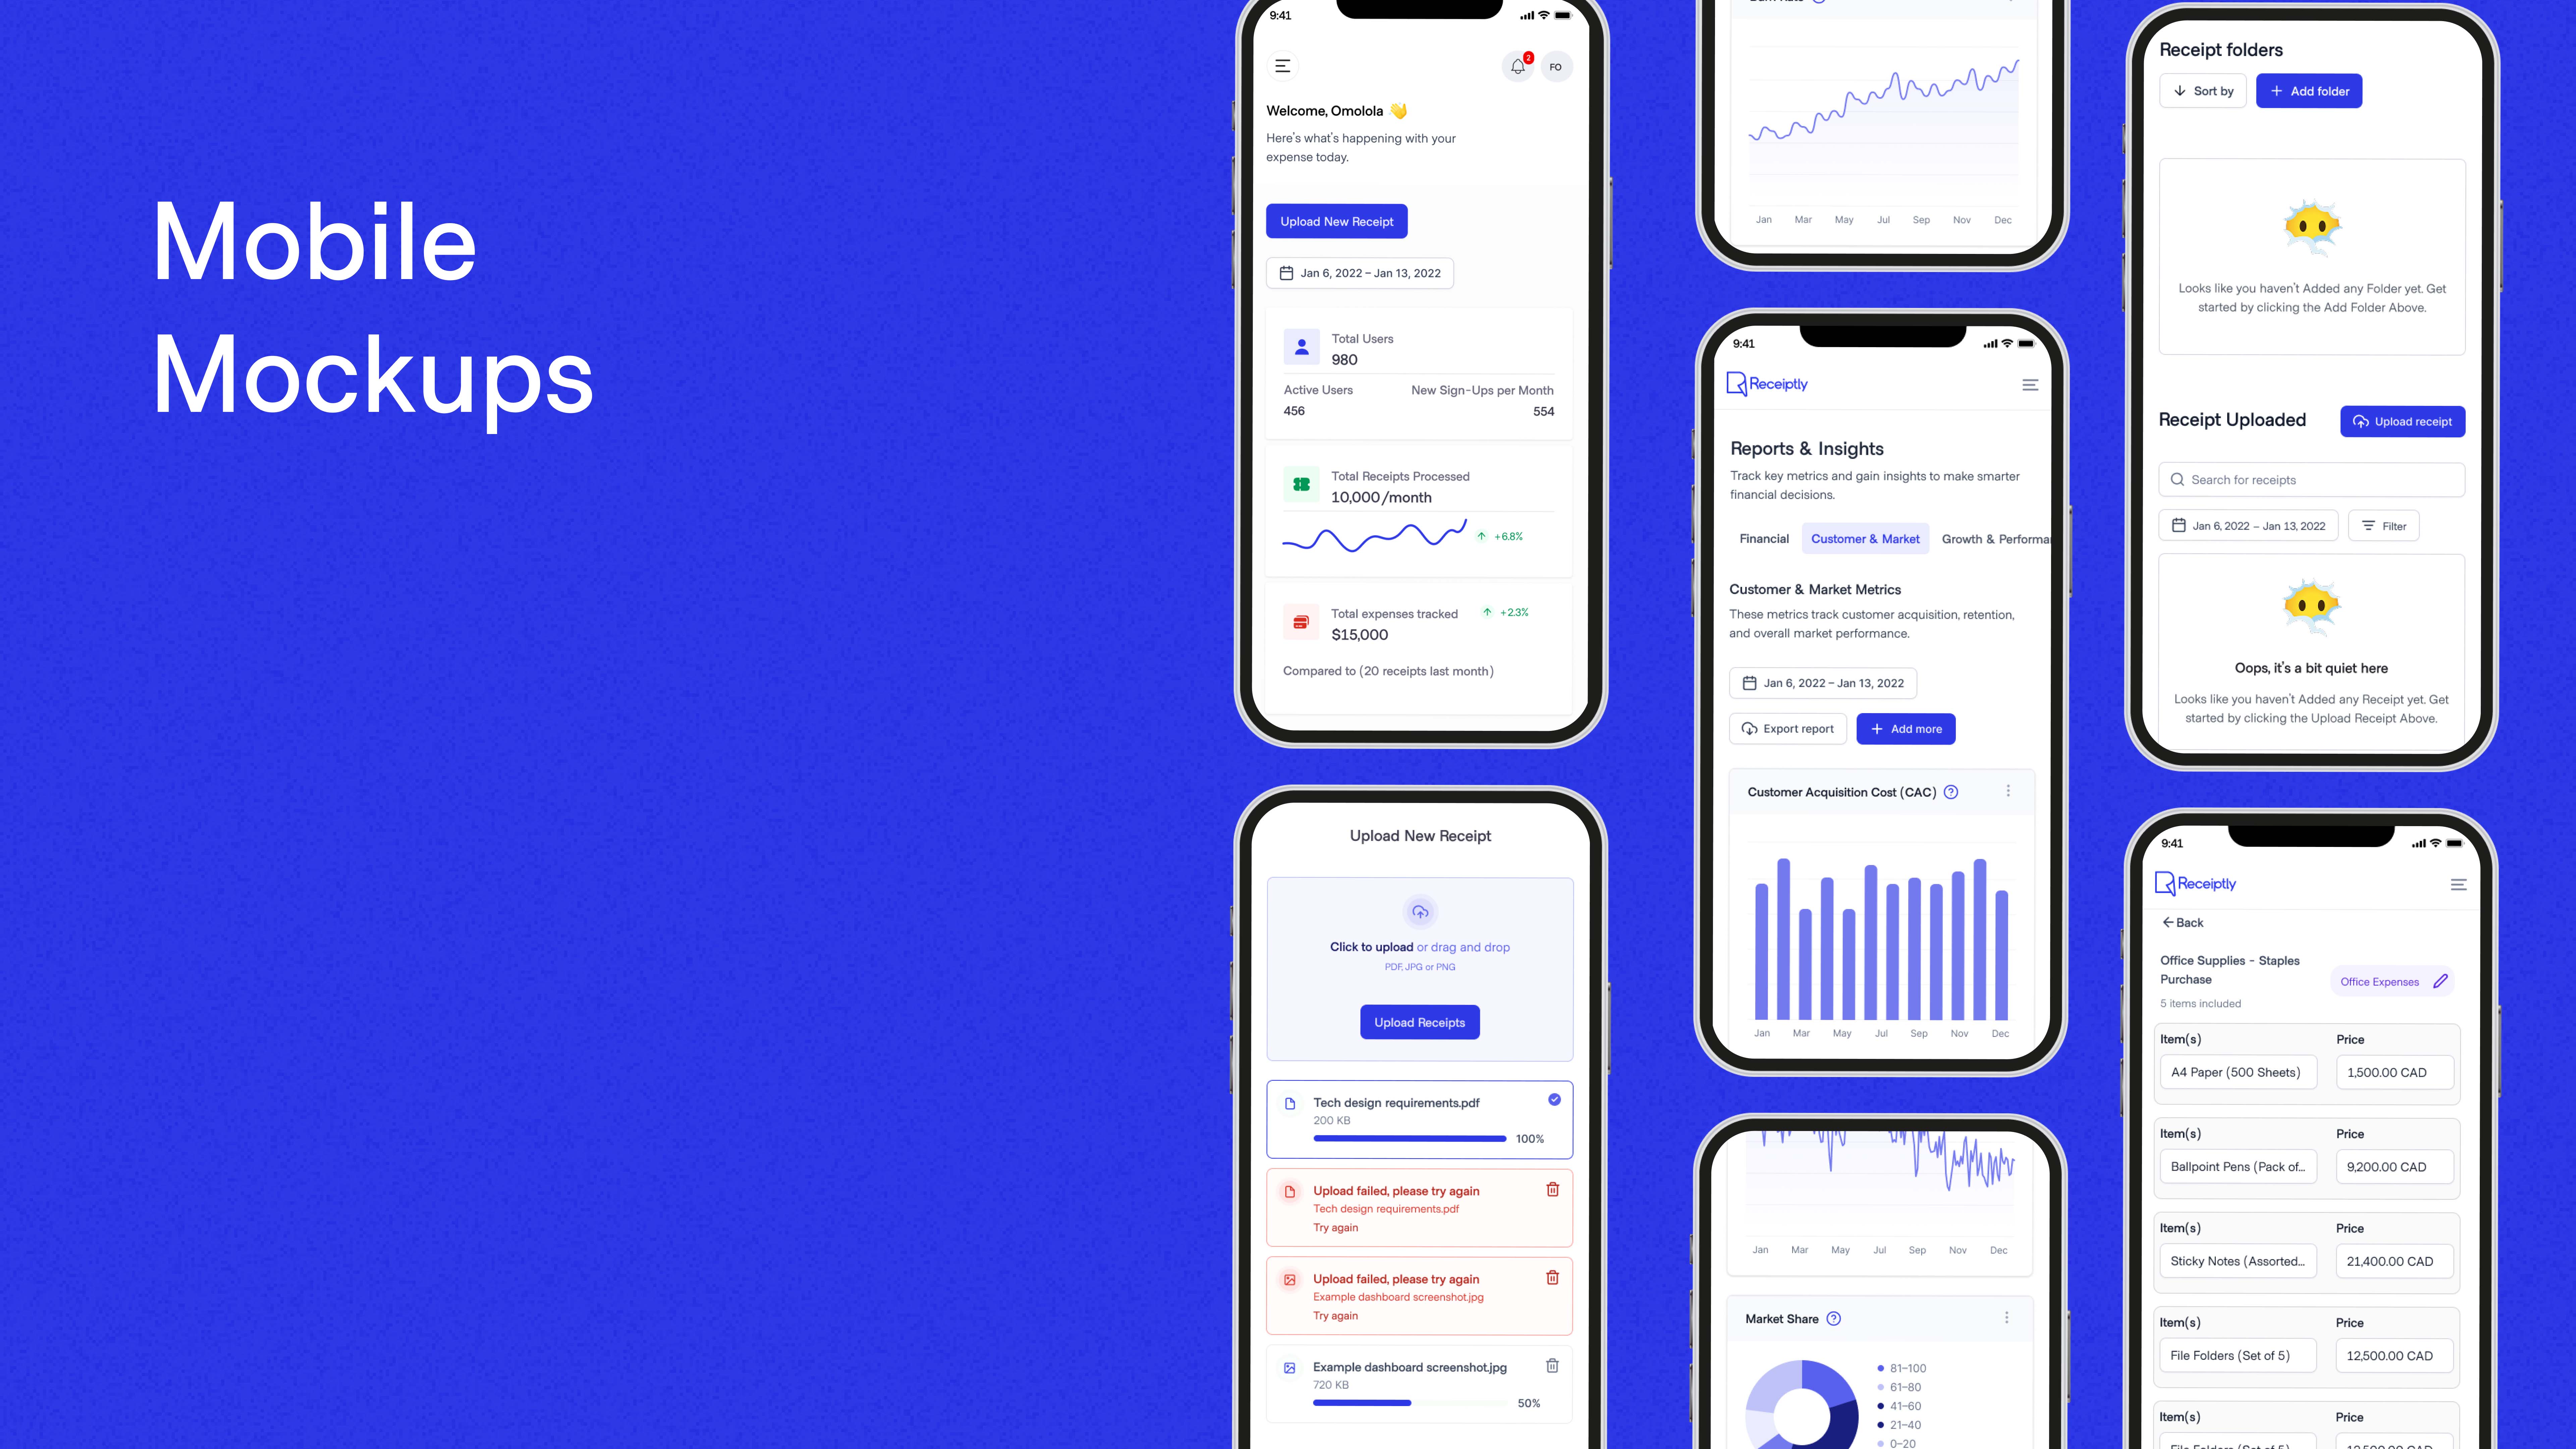 Mobile
Mockups
9:41
2
FO
Welcome, Omolola 👋
Here's what's happening with your
expense today.
Upload New Receipt
Jan 6, 2022 – Jan 13, 2022
Total Users
980
Active Users
New Sign-Ups per Month
456
554
Total Receipts Processed
10,000/month
+6.8%
Total expenses tracked
+2.3%
$15,000
Compared to (20 receipts last month)
Upload New Receipt
Click to upload or drag and drop
PDF, JPG or PNG
Upload Receipts
Tech design requirements.pdf
200 KB
100%
Upload failed, please try again
Tech design requirements.pdf
Try again
Upload failed, please try again
Example dashboard screenshot.jpg
Try again
Example dashboard screenshot.jpg
720 KB
50%
Jan Mar May Jul Sep Nov Dec
9:41
Receiptly
Reports & Insights
Track key metrics and gain insights to make smarter
financial decisions.
Financial
Customer & Market
Growth & Performa
Customer & Market Metrics
These metrics track customer acquisition, retention,
and overall market performance.
Jan 6, 2022 – Jan 13, 2022
Export report
Add more
Customer Acquisition Cost (CAC)
Jan Mar May Jul Sep Nov Dec
Jan Mar May Jul Sep Nov Dec
Market Share
81–100
61–80
41–60
21–40
0–20
Receipt folders
Sort by
Add folder
Looks like you haven't Added any Folder yet. Get
started by clicking the Add Folder Above.
Receipt Uploaded
Upload receipt
Search for receipts
Jan 6, 2022 – Jan 13, 2022
Filter
Oops, it's a bit quiet here
Looks like you haven't Added any Receipt yet. Get
started by clicking the Upload Receipt Above.
9:41
Receiptly
Back
Office Supplies - Staples
Purchase
Office Expenses
5 items included
Item(s)
Price
A4 Paper (500 Sheets)
1,500.00 CAD
Item(s)
Price
Ballpoint Pens (Pack of...
9,200.00 CAD
Item(s)
Price
Sticky Notes (Assorted...
21,400.00 CAD
Item(s)
Price
File Folders (Set of 5)
12,500.00 CAD
Item(s)
Price